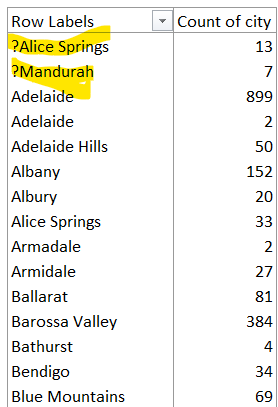 Row Labels Count of city
?Alice Springs 13
?Mandurah 7
Adelaide 899
Adelaide 2
Adelaide Hills 50
Albany 152
Albury 20
Alice Springs 33
Armadale 2
Armidale 27
Ballarat 81
Barossa Valley 384
Bathurst 4
Bendigo 34
Blue Mountains 69